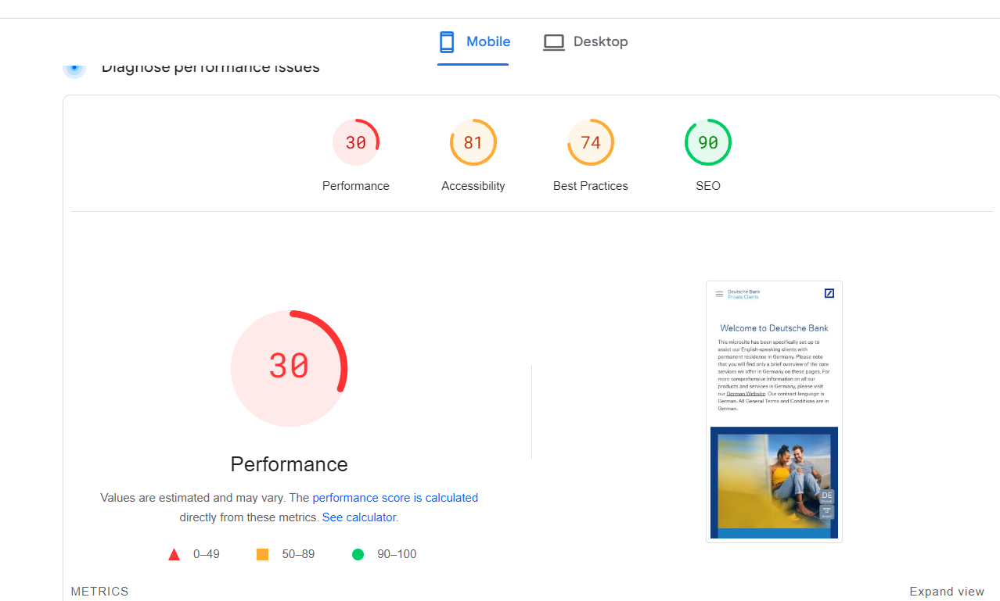 Mobile
Desktop
Diagnose performance issues
30
81
74
90
Performance
Accessibility
Best Practices
SEO
30
Performance
Values are estimated and may vary. The performance score is calculated
directly from these metrics. See calculator.
0–49
50–89
90–100
Deutsche Bank
Private Clients
Welcome to Deutsche Bank
This microsite has been specifically set up to
assist our English-speaking clients with
permanent residence in Germany. Please note
that you will find only a brief overview of the core
services we offer in Germany on these pages. For
more comprehensive information on all our
products and services in Germany, please visit
our German Website. Our contract language is
German. All General Terms and Conditions are in
German.
DE
METRICS
Expand view